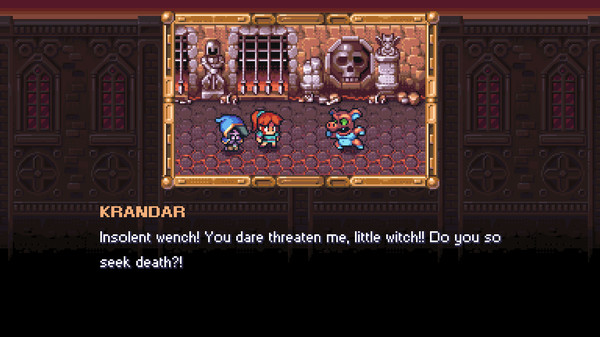 KRANDAR
Insolent wench! You dare threaten me, little witch!! Do you so
seek death?!